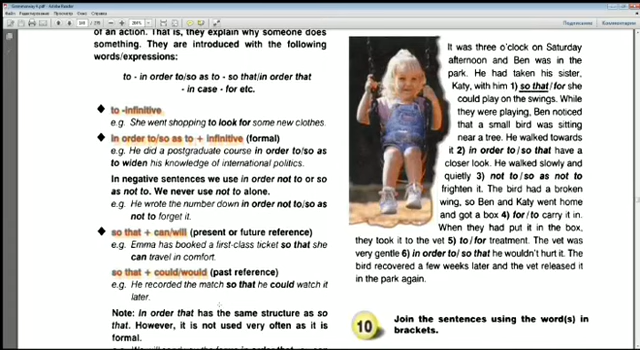 Grammarway 4.pdf - Adobe Reader
of an action. That is, they explain why someone does
something. They are introduced with the following
words/expressions:
to - in order to/so as to - so that/in order that
- in case - for etc.
to -infinitive
e.g. She went shopping to look for some new clothes.
in order to/so as to + infinitive (formal)
e.g. He did a postgraduate course in order to/so as
to widen his knowledge of international politics.
In negative sentences we use in order not to or so
as not to. We never use not to alone.
e.g. He wrote the number down in order not to/so as
not to forget it.
so that + can/will (present or future reference)
e.g. Emma has booked a first-class ticket so that she
can travel in comfort.
so that + could/would (past reference)
e.g. He recorded the match so that he could watch it
later.
Note: In order that has the same structure as so
that. However, it is not used very often as it is
formal.
It was three o'clock on Saturday
afternoon and Ben was in the
park. He had taken his sister,
Katy, with him 1) so that/for she
could play on the swings. While
they were playing, Ben noticed
that a small bird was sitting
near a tree. He walked towards
it 2) in order to/so that have a
closer look. He walked slowly and
quietly 3) not to/so as not to
frighten it. The bird had a broken
wing, so Ben and Katy went home
and got a box 4) for/to carry it in.
When they had put it in the box,
they took it to the vet 5) to/for treatment. The vet was
very gentle 6) in order to/so that he wouldn't hurt it. The
bird recovered a few weeks later and the vet released it
in the park again.
10 Join the sentences using the word(s) in
brackets.